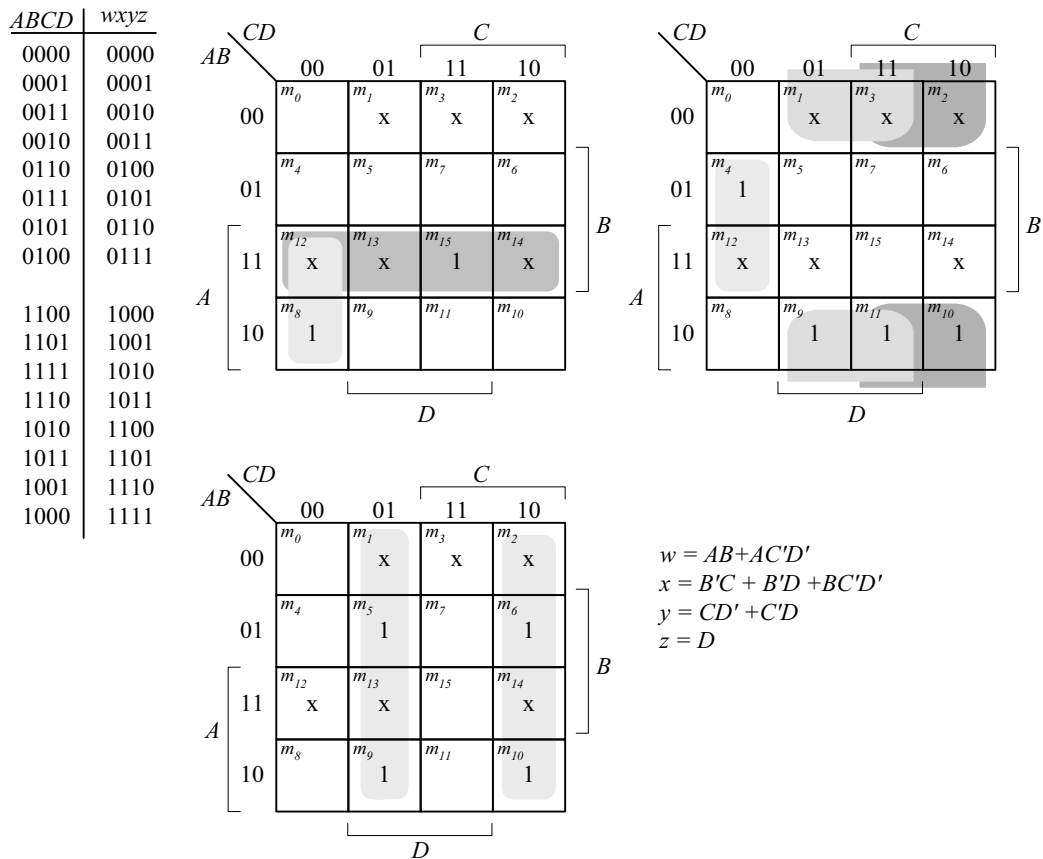 ABCD wxyz
0000 0000
0001 0001
0011 0010
0010 0011
0110 0100
0111 0101
0101 0110
0100 0111
1100 1000
1101 1001
1111 1010
1110 1011
1010 1100
1011 1101
1001 1110
1000 1111
CD C
AB 00 01 11 10
m0 m1 m3 m2
00 x x x
m4 m5 m7 m6
01 B
m12 m13 m15 m14
11 x x 1 x
A
m8 m9 m11 m10
10 1
D
CD C
AB 00 01 11 10
m0 m1 m3 m2
00 x x x
m4 m5 m7 m6
01 1 B
m12 m13 m15 m14
11 x x x
A
m8 m9 m11 m10
10 1 1 1
D
CD C
AB 00 01 11 10
m0 m1 m3 m2
00 x x x
m4 m5 m7 m6
01 1 1 B
m12 m13 m15 m14
11 x x x
A
m8 m9 m11 m10
10 1 1
D
w = AB+AC'D'
x = B'C + B'D +BC'D'
y = CD' +C'D
z = D